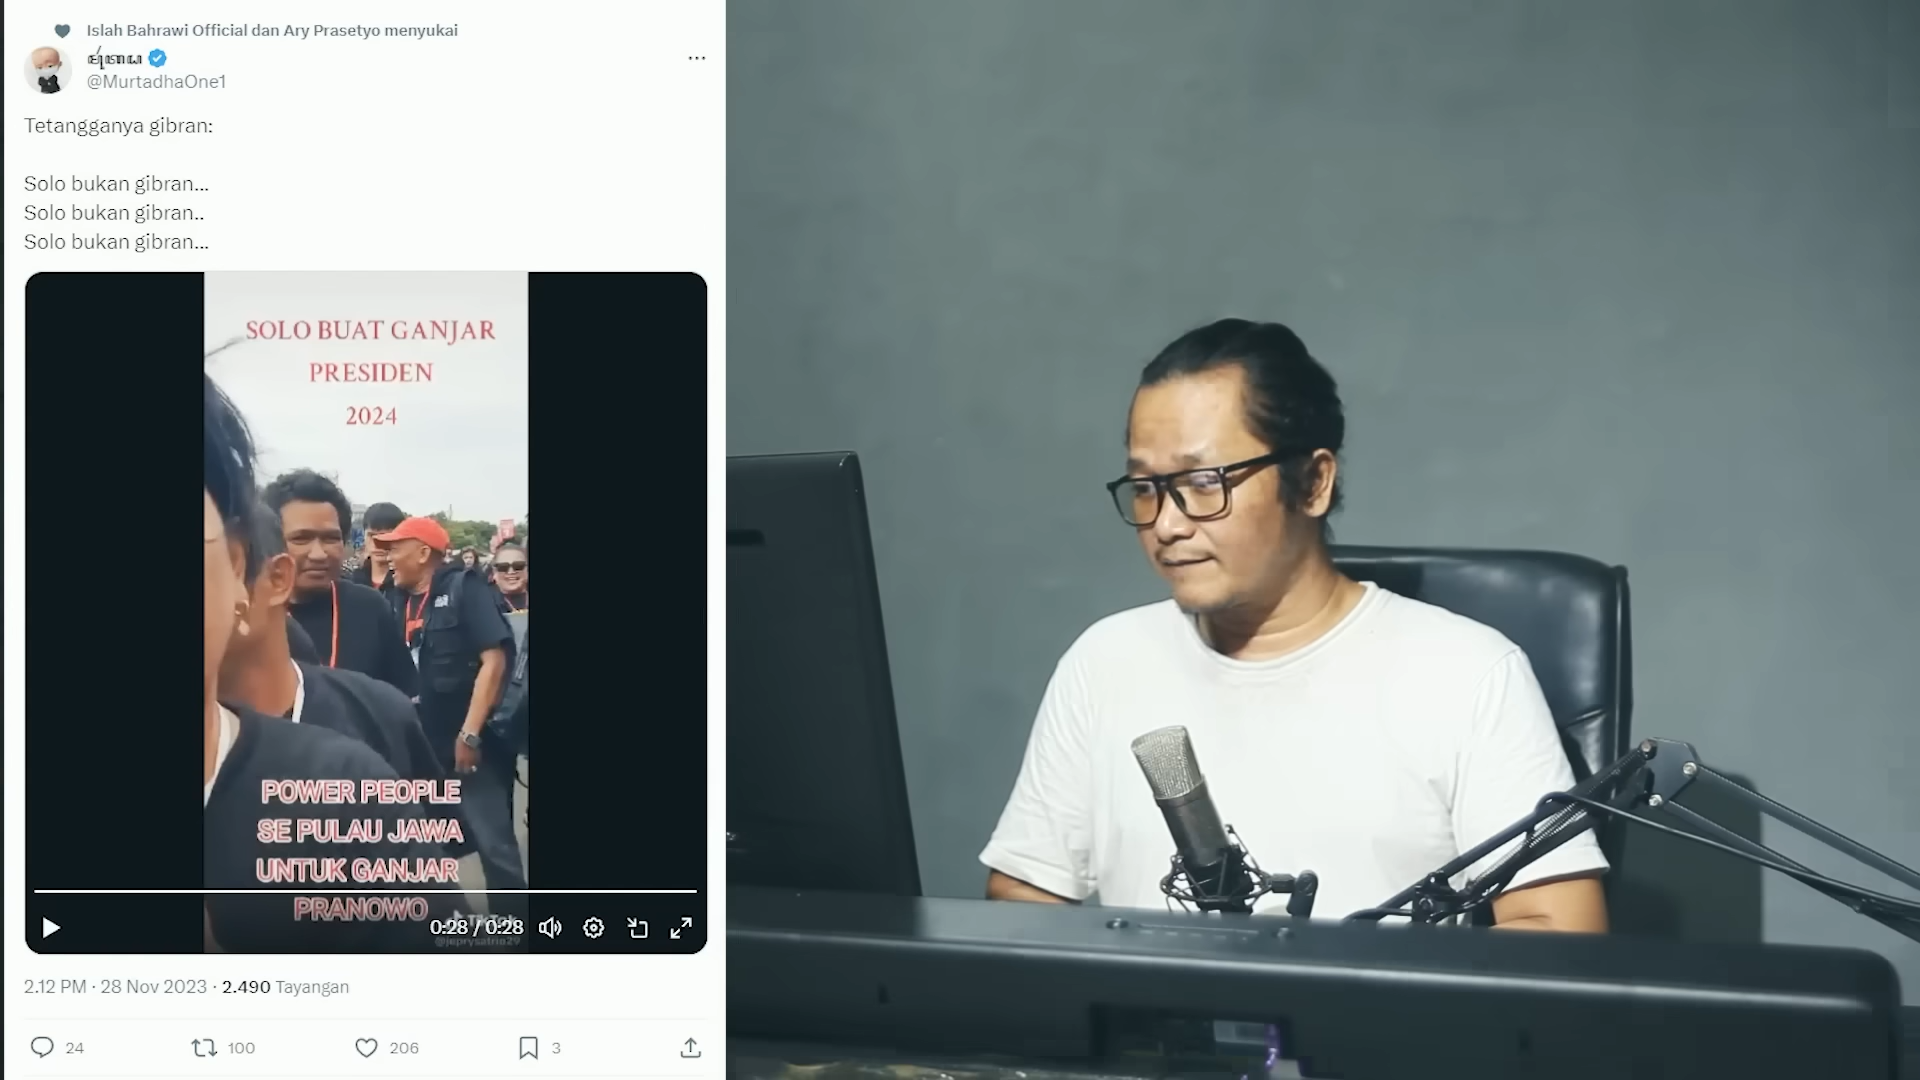 Islah Bahrawi Official dan Ary Prasetyo menyukai
@MurtadhaOne1
Tetangganya gibran:
Solo bukan gibran...
Solo bukan gibran..
Solo bukan gibran...
SOLO BUAT GANJAR
PRESIDEN
2024
POWER PEOPLE
SE PULAU JAWA
UNTUK GANJAR
PRANOWO
0:28 / 0:28
@jeprysatria29
2.12 PM · 28 Nov 2023 · 2.490 Tayangan
24
100
206
3